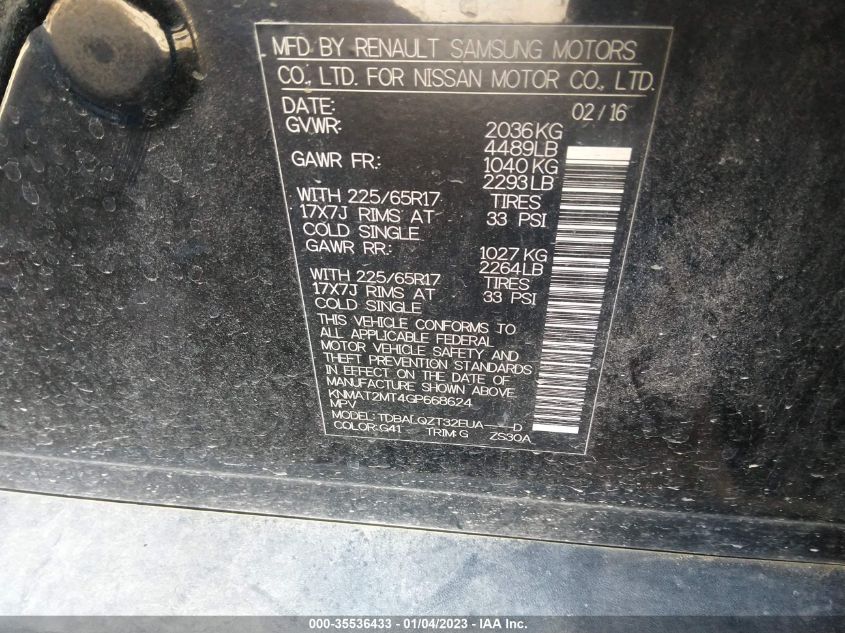 MFD. BY RENAULT SAMSUNG MOTORS
CO., LTD. FOR NISSAN MOTOR CO., LTD.
DATE: 02/16
GVWR: 2036KG
4489LB
GAWR FR.: 1040 KG
2293LB
WITH 225/65R17 TIRES
17X7J RIMS AT 33 PSI
COLD SINGLE
GAWR RR.: 1027 KG
2264LB
WITH 225/65R17 TIRES
17X7J RIMS AT 33 PSI
COLD SINGLE
THIS VEHICLE CONFORMS TO
ALL APPLICABLE FEDERAL
MOTOR VEHICLE SAFETY AND
THEFT PREVENTION STANDARDS
IN EFFECT ON THE DATE OF
MANUFACTURE SHOWN ABOVE.
KNMAT2MT4GP668624
MPV
MODEL: TDBALQZT32EUA---D
COLOR:G41 TRIM:G ZS30A
000-35536433 - 01/04/2023 - IAA Inc.